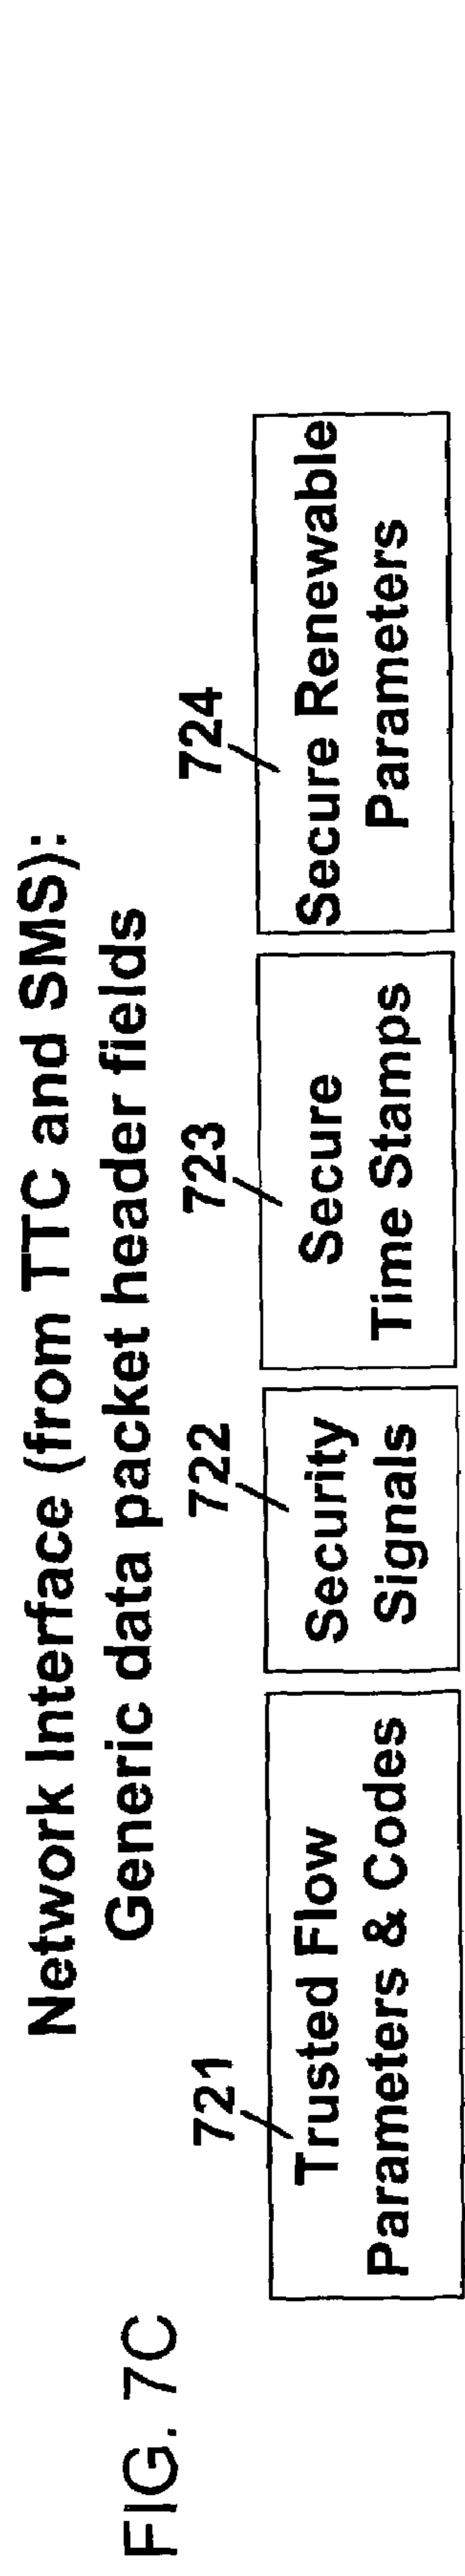 FIG. 7C
Network Interface (from TTC and SMS):
Generic data packet header fields
721
Trusted Flow
Parameters & Codes
722
Security
Signals
723
Secure
Time Stamps
724
Secure Renewable
Parameters